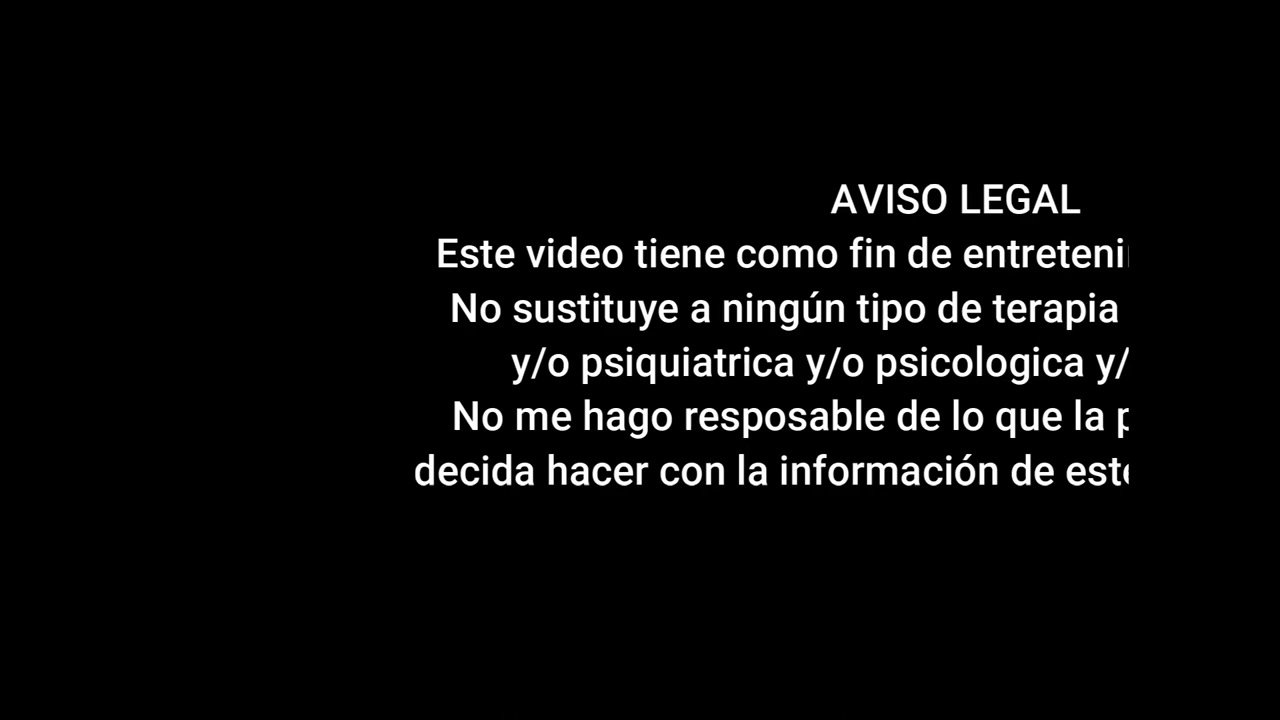 AVISO LEGAL
Este video tiene como fin de
No sustituye a ningún tipo de terapia
y/o psiquiatrica y/o psicologica y/
No me hago resposable de lo que la
decida hacer con la información de